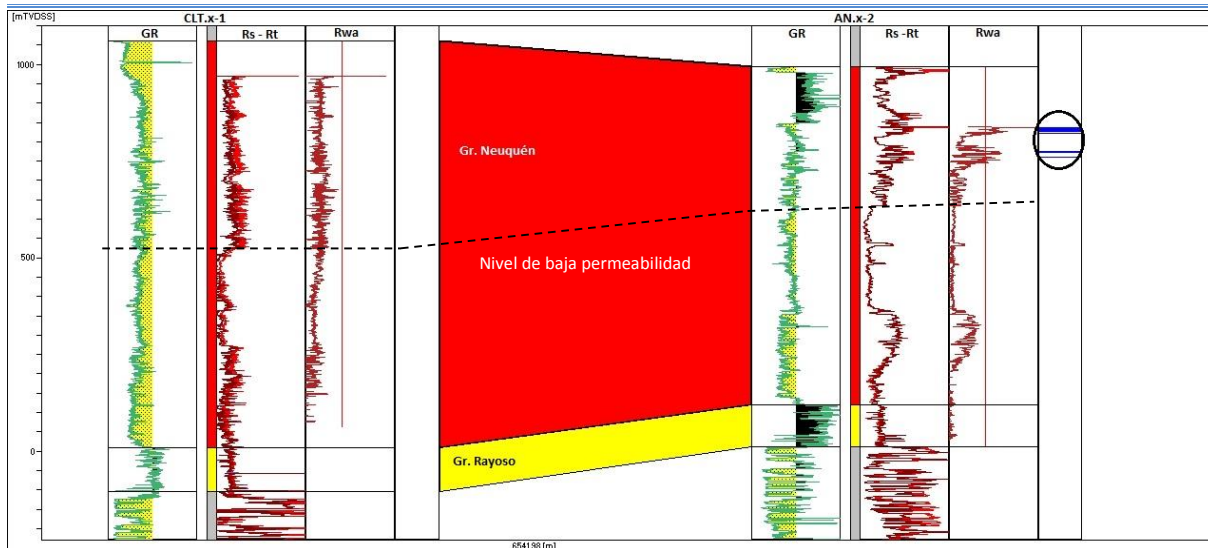 [mTVDSS]
CLT.x-1
AN.x-2
GR
Rs - Rt
Rwa
GR
Rs -Rt
Rwa
1000
Gr. Neuquén
500
Nivel de baja permeabilidad
0
Gr. Rayoso
654198 [m]